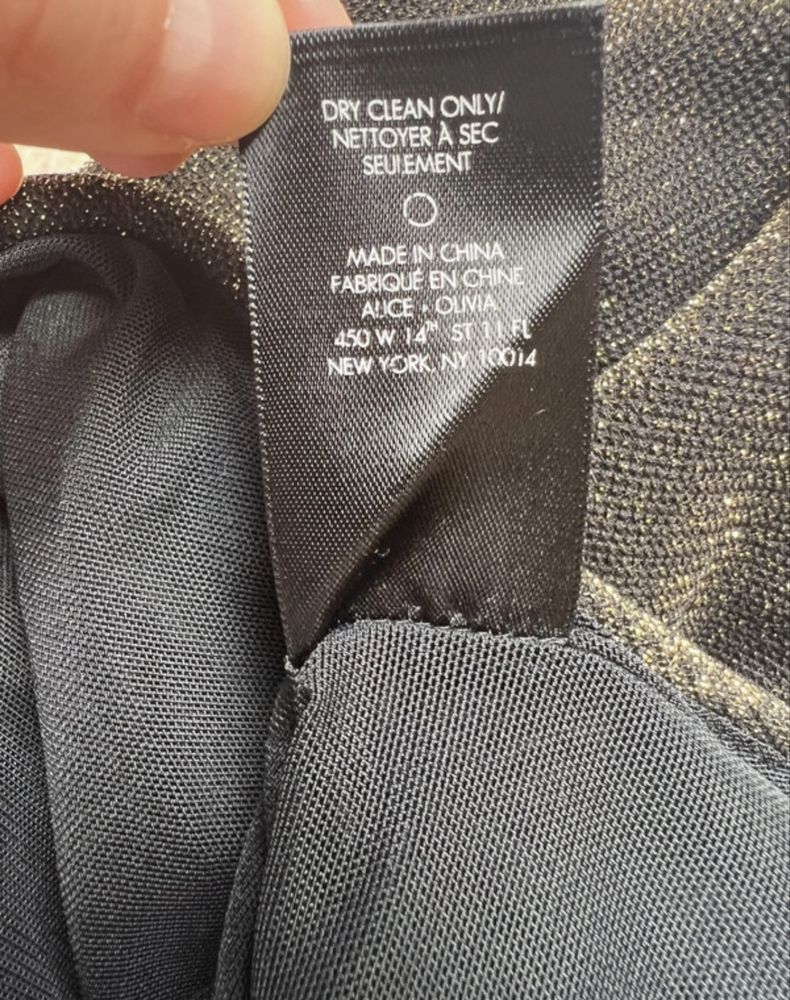 DRY CLEAN ONLY/
NETTOYER À SEC
SEULEMENT
MADE IN CHINA
FABRIQUÉ EN CHINE
ALICE + OLIVIA
450 W 14TH ST 11 FL
NEW YORK, NY 10014